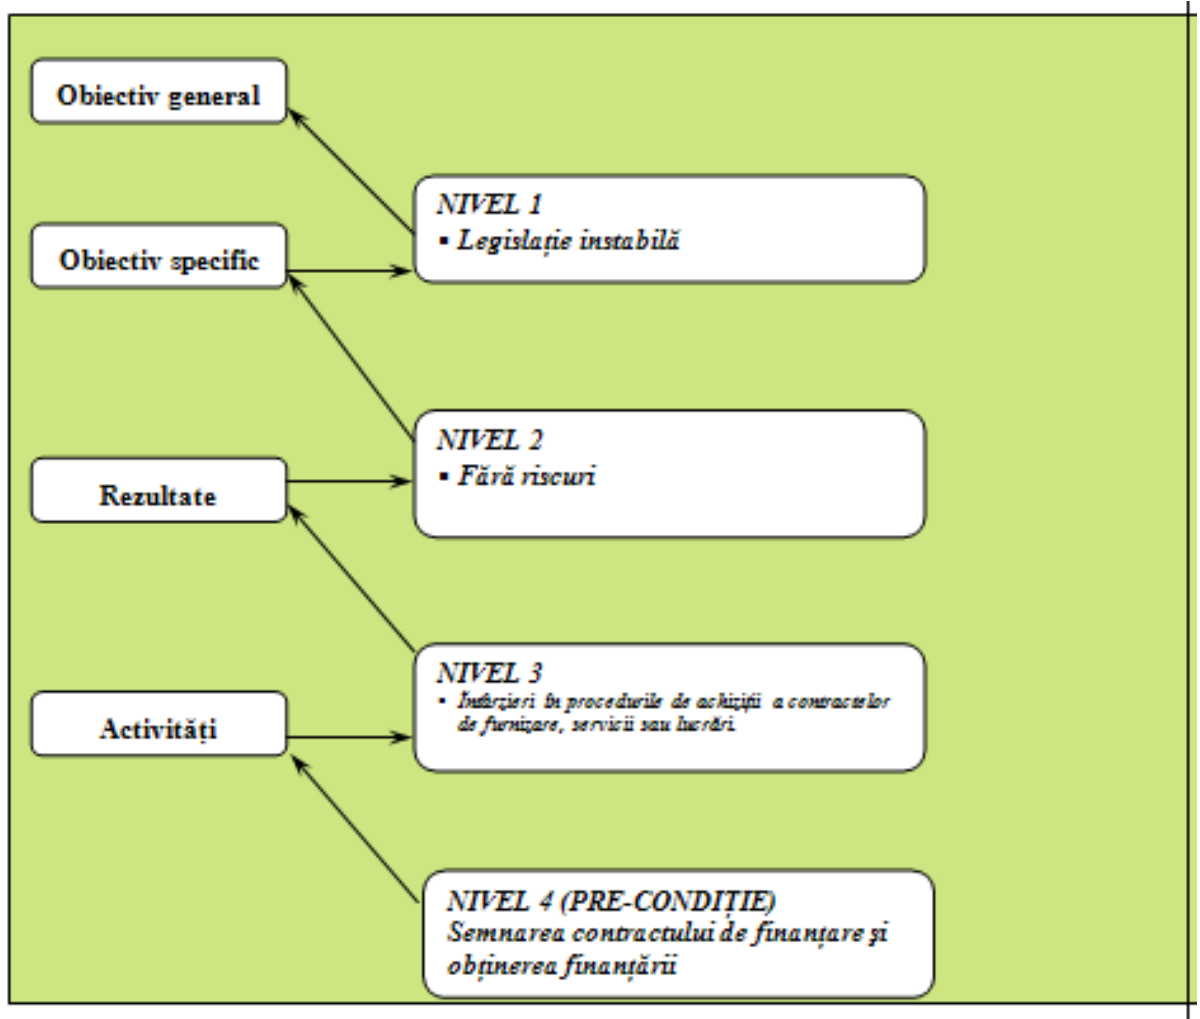 Obiectiv general
NIVEL 1
▪ Legislație instabilă
Obiectiv specific
NIVEL 2
▪ Fără riscuri
Rezultate
NIVEL 3
▪ Întârzieri în procedurile de achiziții a contractelor
de furnizare, servicii sau lucrări.
Activități
NIVEL 4 (PRE-CONDIȚIE)
Semnarea contractului de finanțare și
obținerea finanțării